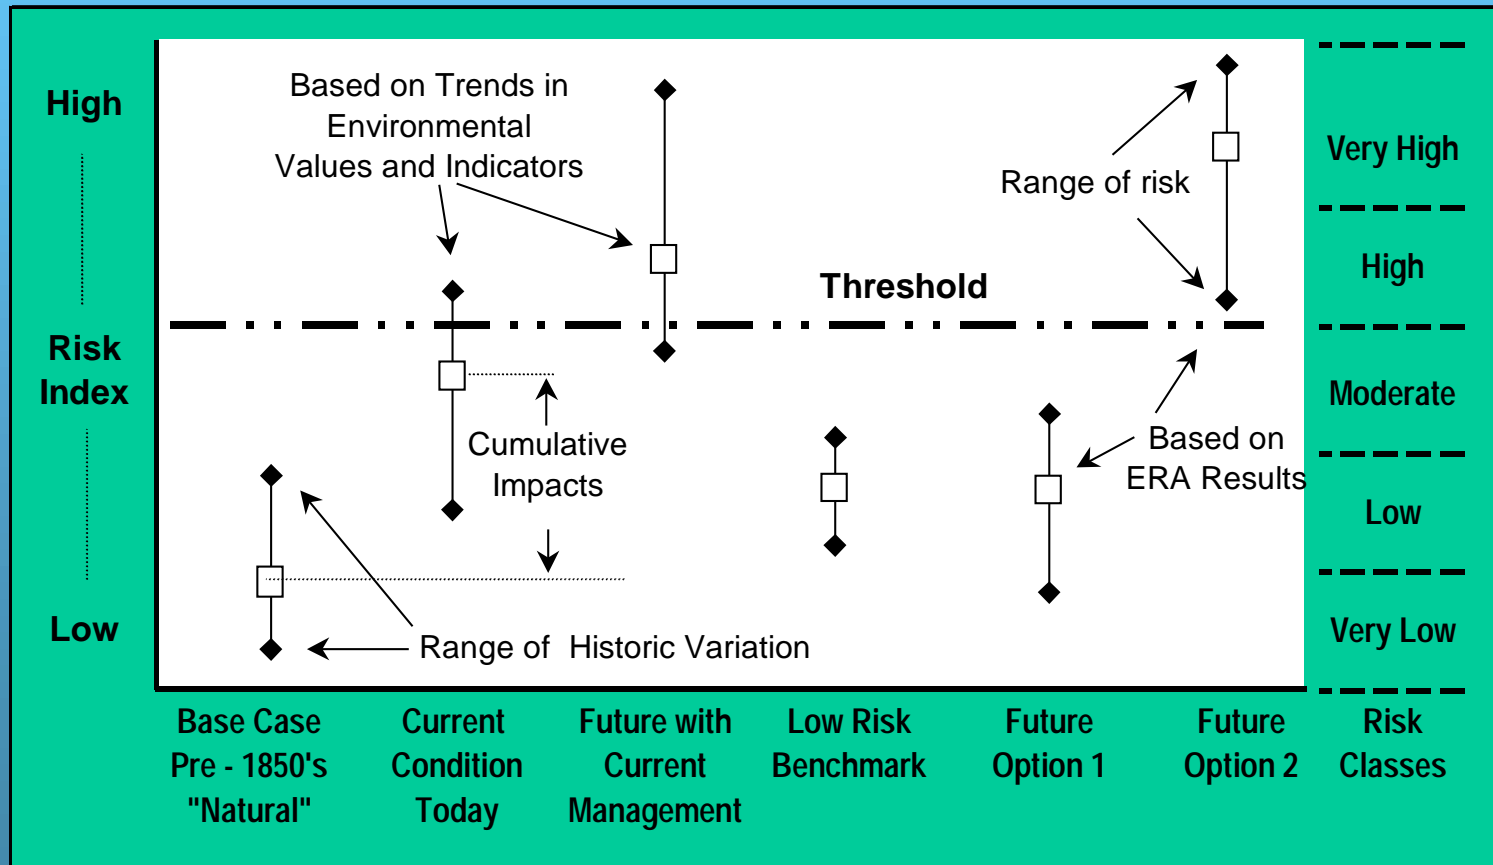 High
Risk
Index
Low
Based on Trends in
Environmental
Values and Indicators
Range of risk
Threshold
Cumulative
Impacts
Based on
ERA Results
Range of  Historic Variation
Very High
High
Moderate
Low
Very Low
Base Case
Pre - 1850's
"Natural"
Current
Condition
Today
Future with
Current
Management
Low Risk
Benchmark
Future
Option 1
Future
Option 2
Risk
Classes